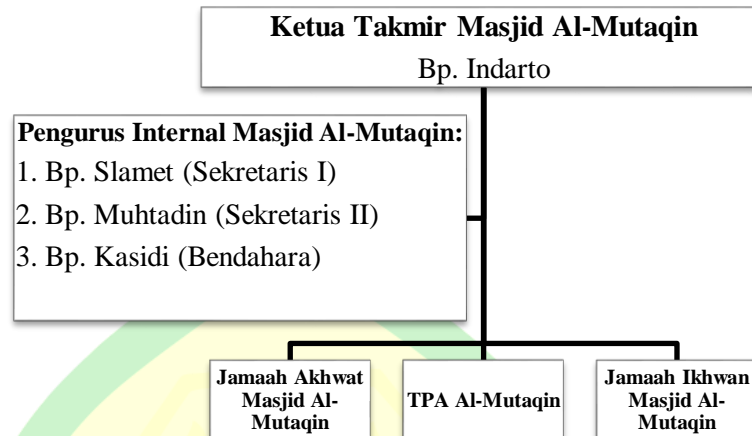 Ketua Takmir Masjid Al-Mutaqin
Bp. Indarto
Pengurus Internal Masjid Al-Mutaqin:
1. Bp. Slamet (Sekretaris I)
2. Bp. Muhtadin (Sekretaris II)
3. Bp. Kasidi (Bendahara)
Jamaah Akhwat
Masjid Al-
Mutaqin
TPA Al-Mutaqin
Jamaah Ikhwan
Masjid Al-
Mutaqin